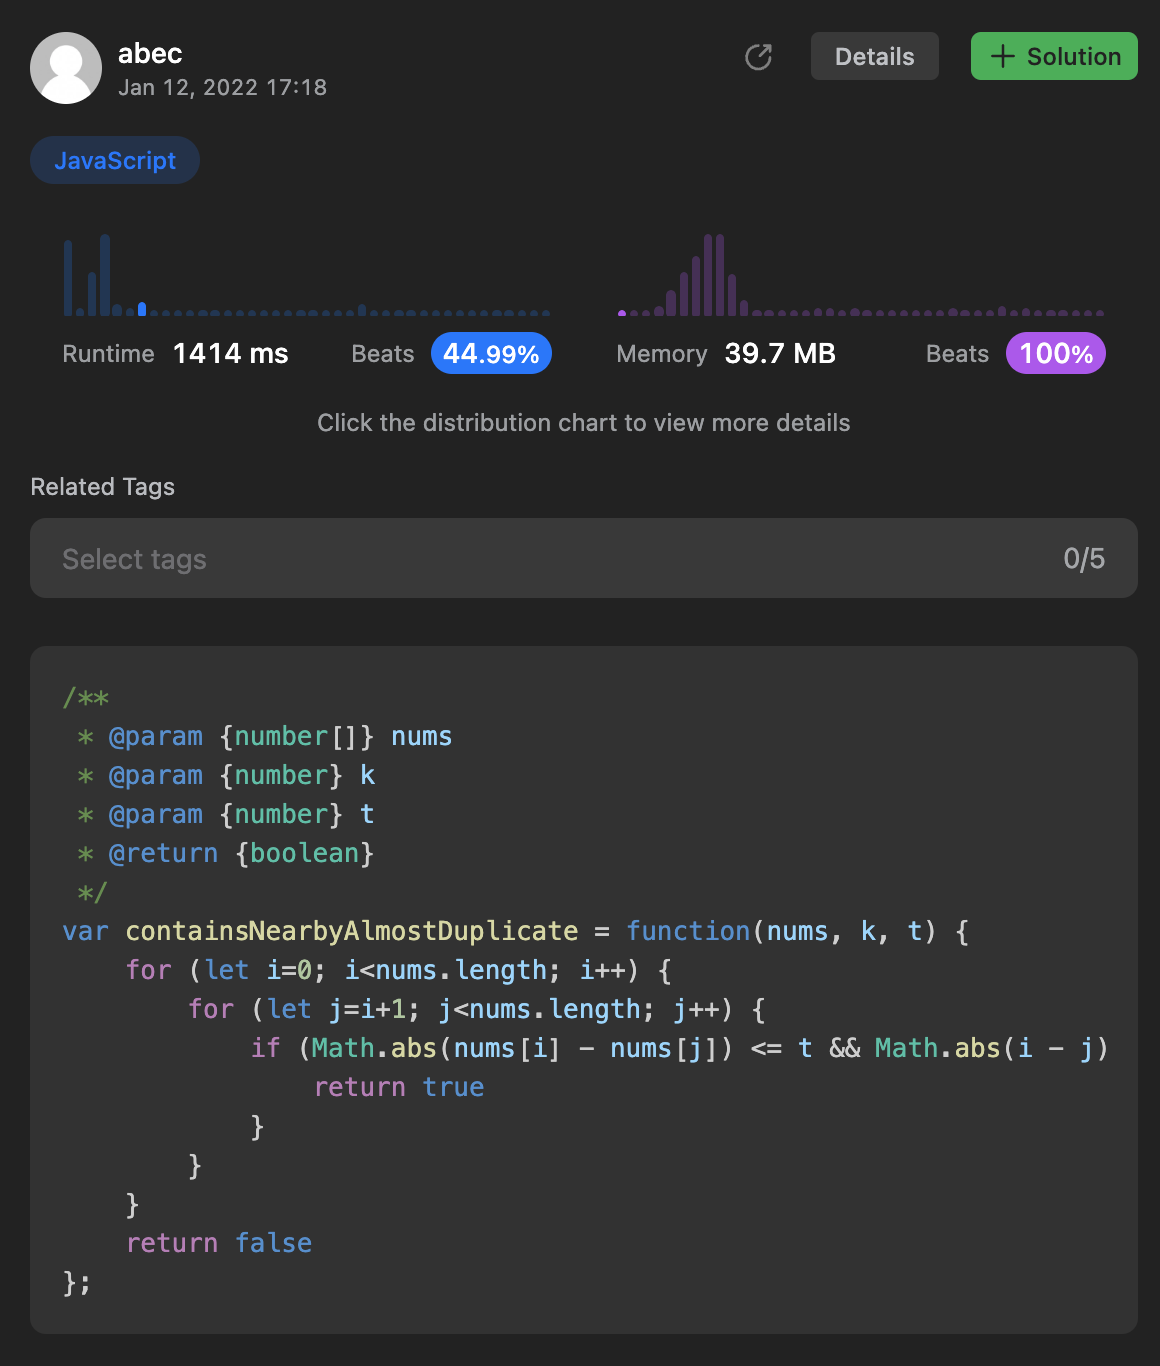 abec
Jan 12, 2022 17:18
Details
+ Solution
JavaScript
Runtime 1414 ms Beats 44.99%
Memory 39.7 MB Beats 100%
Click the distribution chart to view more details
Related Tags
Select tags 0/5
/**
 * @param {number[]} nums
 * @param {number} k
 * @param {number} t
 * @return {boolean}
 */
var containsNearbyAlmostDuplicate = function(nums, k, t) {
    for (let i=0; i<nums.length; i++) {
        for (let j=i+1; j<nums.length; j++) {
            if (Math.abs(nums[i] - nums[j]) <= t && Math.abs(i - j)
                return true
            }
        }
    }
    return false
};